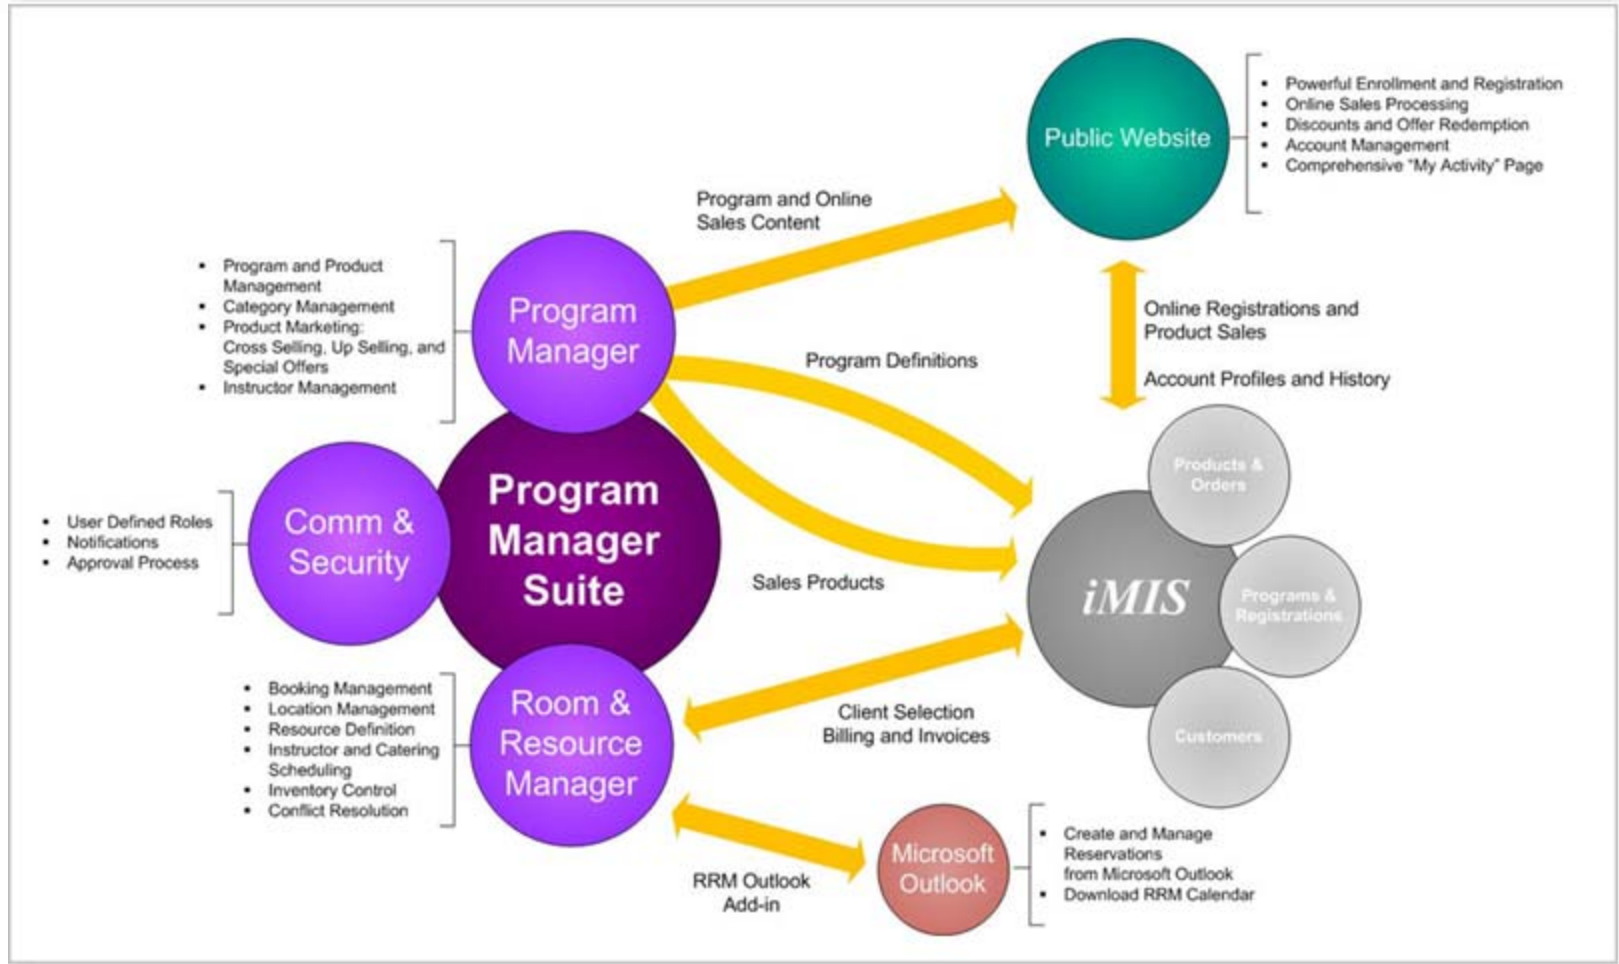 Public Website
▪ Powerful Enrollment and Registration
▪ Online Sales Processing
▪ Discounts and Offer Redemption
▪ Account Management
▪ Comprehensive “My Activity” Page
Program and Online
Sales Content
▪ Program and Product
Management
▪ Category Management
▪ Product Marketing:
Cross Selling, Up Selling, and
Special Offers
▪ Instructor Management
Program
Manager
Program Definitions
Online Registrations and
Product Sales
Account Profiles and History
▪ User Defined Roles
▪ Notifications
▪ Approval Process
Comm &
Security
Program
Manager
Suite
Sales Products
iMIS
Products &
Orders
Programs &
Registrations
Customers
▪ Booking Management
▪ Location Management
▪ Resource Definition
▪ Instructor and Catering
Scheduling
▪ Inventory Control
▪ Conflict Resolution
Room &
Resource
Manager
Client Selection
Billing and Invoices
RRM Outlook
Add-in
Microsoft
Outlook
▪ Create and Manage
Reservations
from Microsoft Outlook
▪ Download RRM Calendar